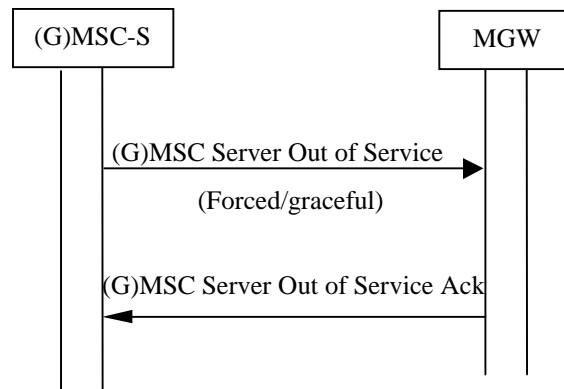 (G)MSC-S
MGW
(G)MSC Server Out of Service
(Forced/graceful)
(G)MSC Server Out of Service Ack